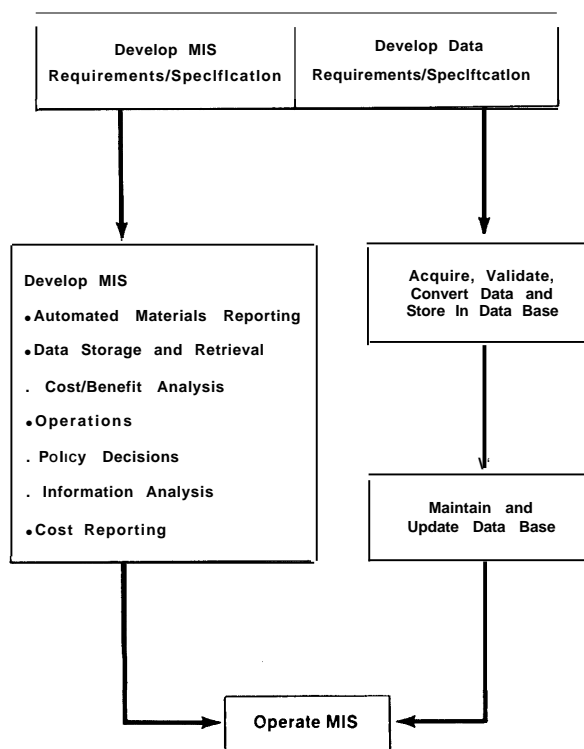 Develop MIS
Requirements/Speclflcatlon
Develop Data
Requirements/Speclftcatlon
Develop MIS
•Automated Materials Reporting
•Data Storage and Retrieval
. Cost/Benefit Analysis
•Operations
. Policy Decisions
. Information Analysis
•Cost Reporting
Acquire, Validate,
Convert Data and
Store In Data Base
Maintain and
Update Data Base
Operate MIS